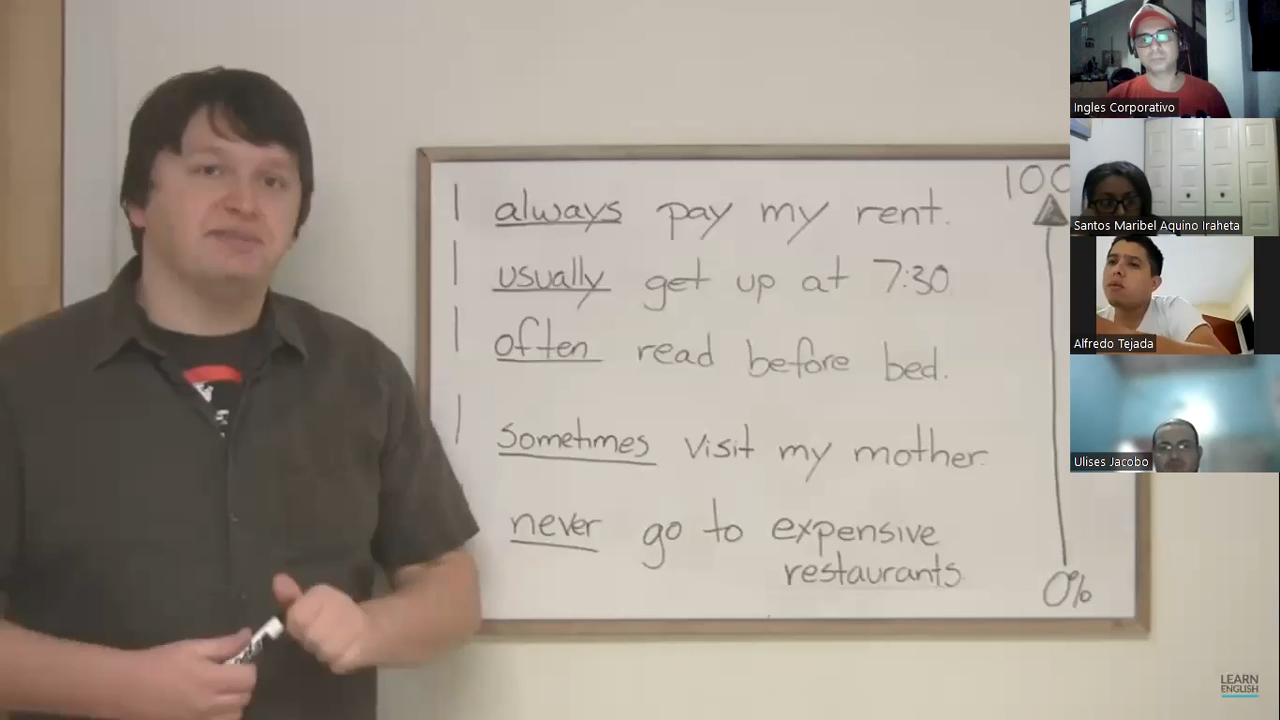 I always pay my rent.
I usually get up at 7:30
I often read before bed.
I sometimes visit my mother.
never go to expensive
restaurants
100
0%
Ingles Corporativo
Santos Maribel Aquino Iraheta
Alfredo Tejada
Ulises Jacobo
LEARN
ENGLISH